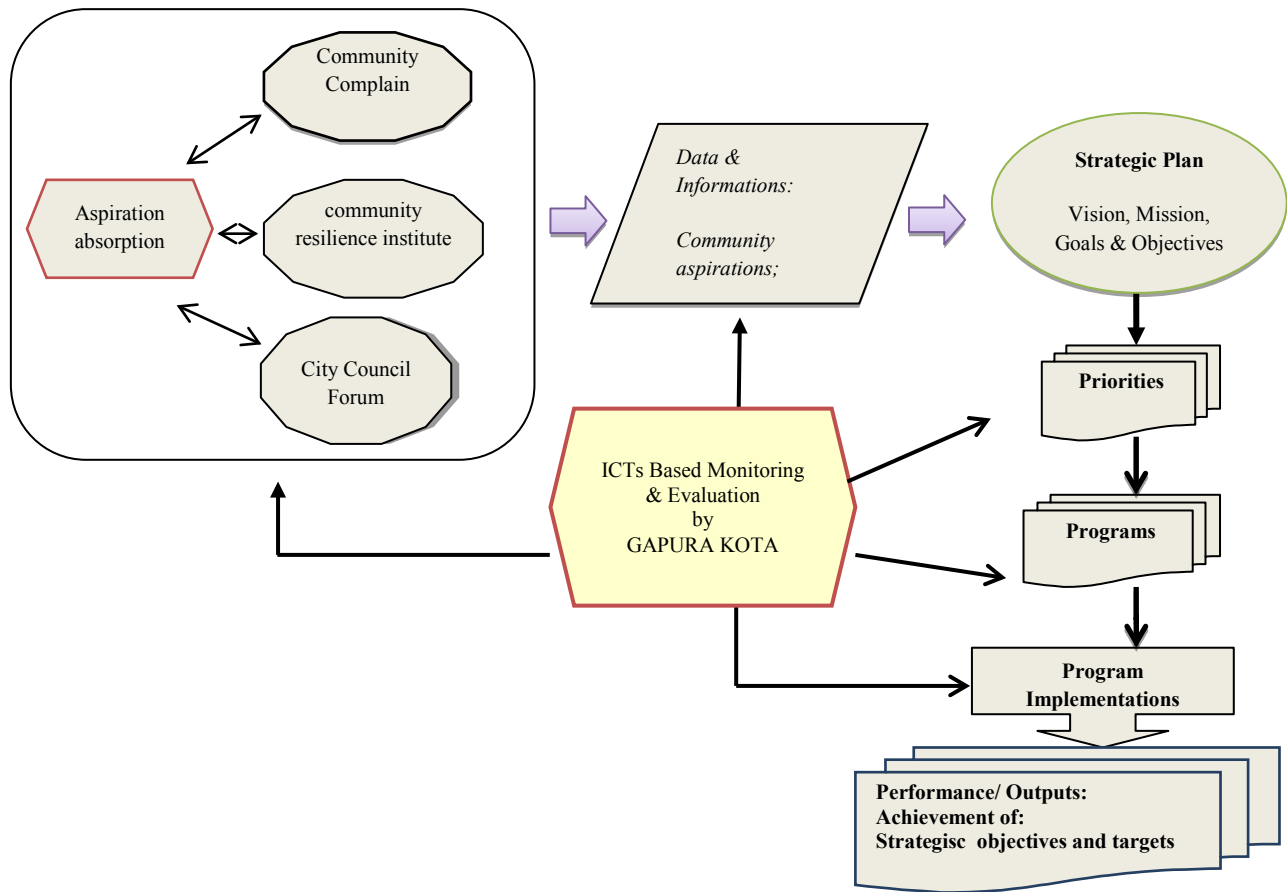 Community
Complain
Aspiration
absorption
community
resilience institute
City Council
Forum
Data &
Informations:
Community
aspirations;
Strategic Plan
Vision, Mission,
Goals & Objectives
Priorities
Programs
ICTs Based Monitoring
& Evaluation
by
GAPURA KOTA
Program
Implementations
Performance/ Outputs:
Achievement of:
Strategisc objectives and targets